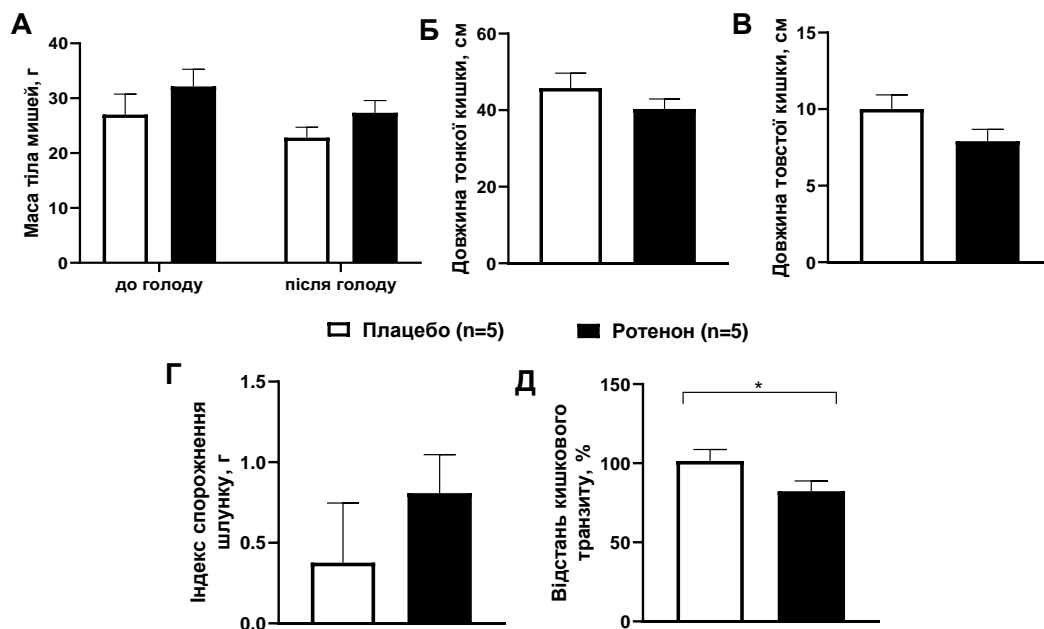 А
Маса тіла мишей, г
40
30
20
10
0
до голоду
після голоду
Б
Довжина тонкої кишки, см
60
40
20
0
В
Довжина товстої кишки, см
15
10
5
0
Плацебо (n=5)
Ротенон (n=5)
Г
Індекс спорожнення
шлунку, г
1.5
1.0
0.5
0.0
Д
Відстань кишкового
транзиту, %
150
100
50
0
*